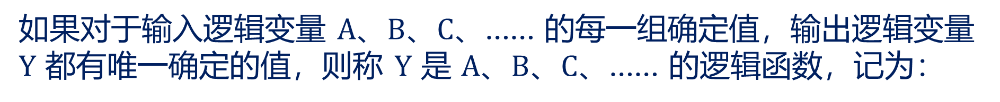 如果对于输入逻辑变量 A、B、C、…… 的每一组确定值，输出逻辑变量
Y 都有唯一确定的值，则称 Y 是 A、B、C、…… 的逻辑函数，记为：